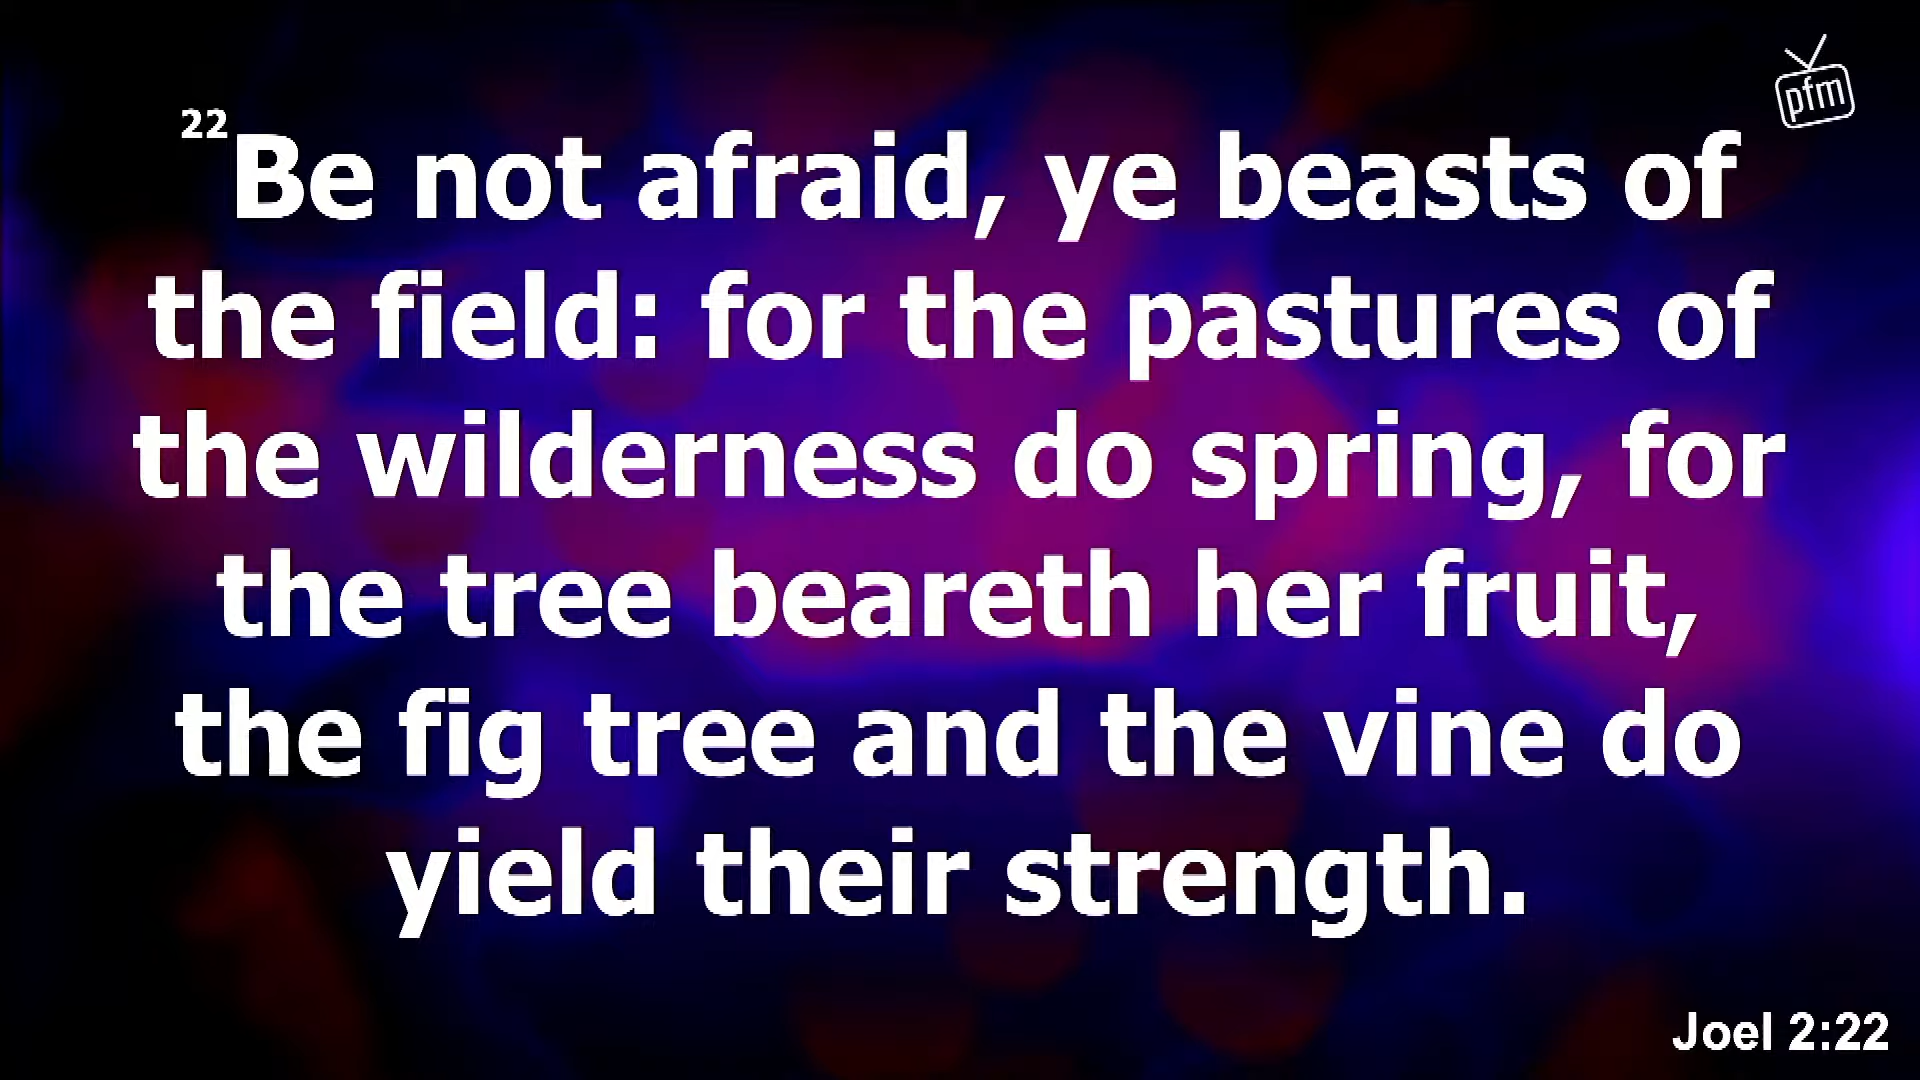 pfm
22 Be not afraid, ye beasts of
the field: for the pastures of
the wilderness do spring, for
the tree beareth her fruit,
the fig tree and the vine do
yield their strength.
Joel 2:22